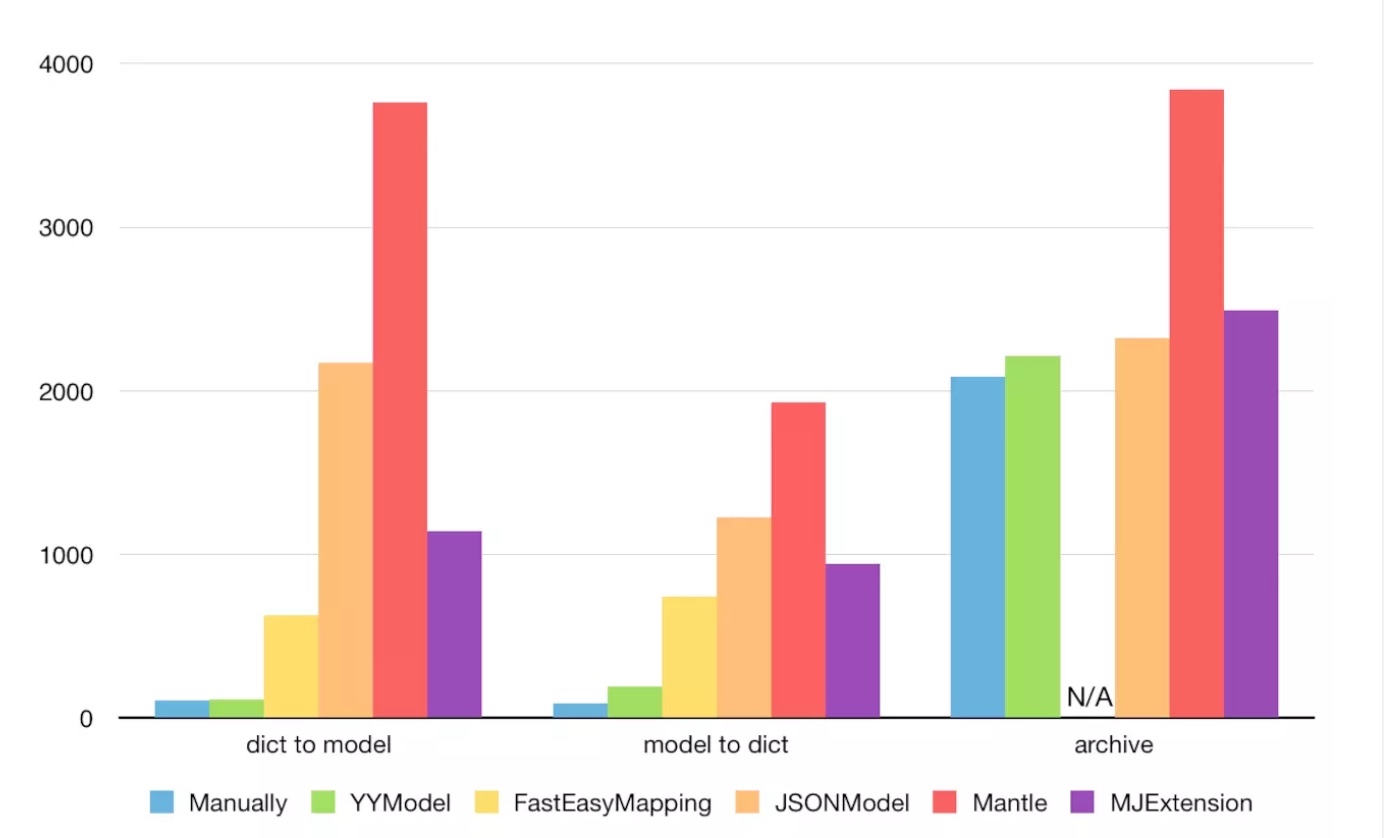 4000
3000
2000
1000
0
N/A
dict to model
model to dict
archive
Manually
YYModel
FastEasyMapping
JSONModel
Mantle
MJExtension